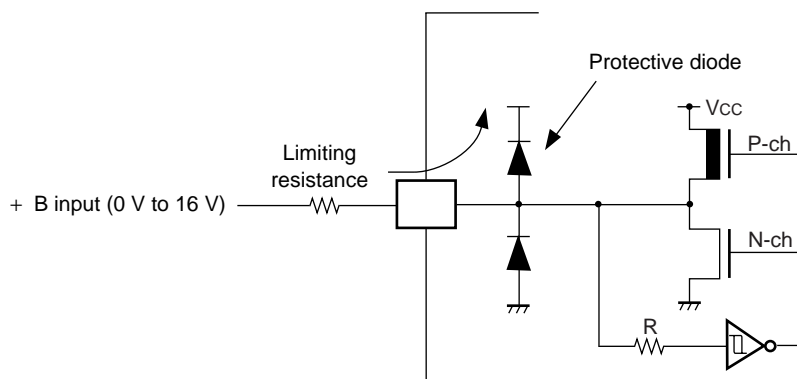 Protective diode
VCC
P-ch
Limiting
resistance
+ B input (0 V to 16 V)
N-ch
R